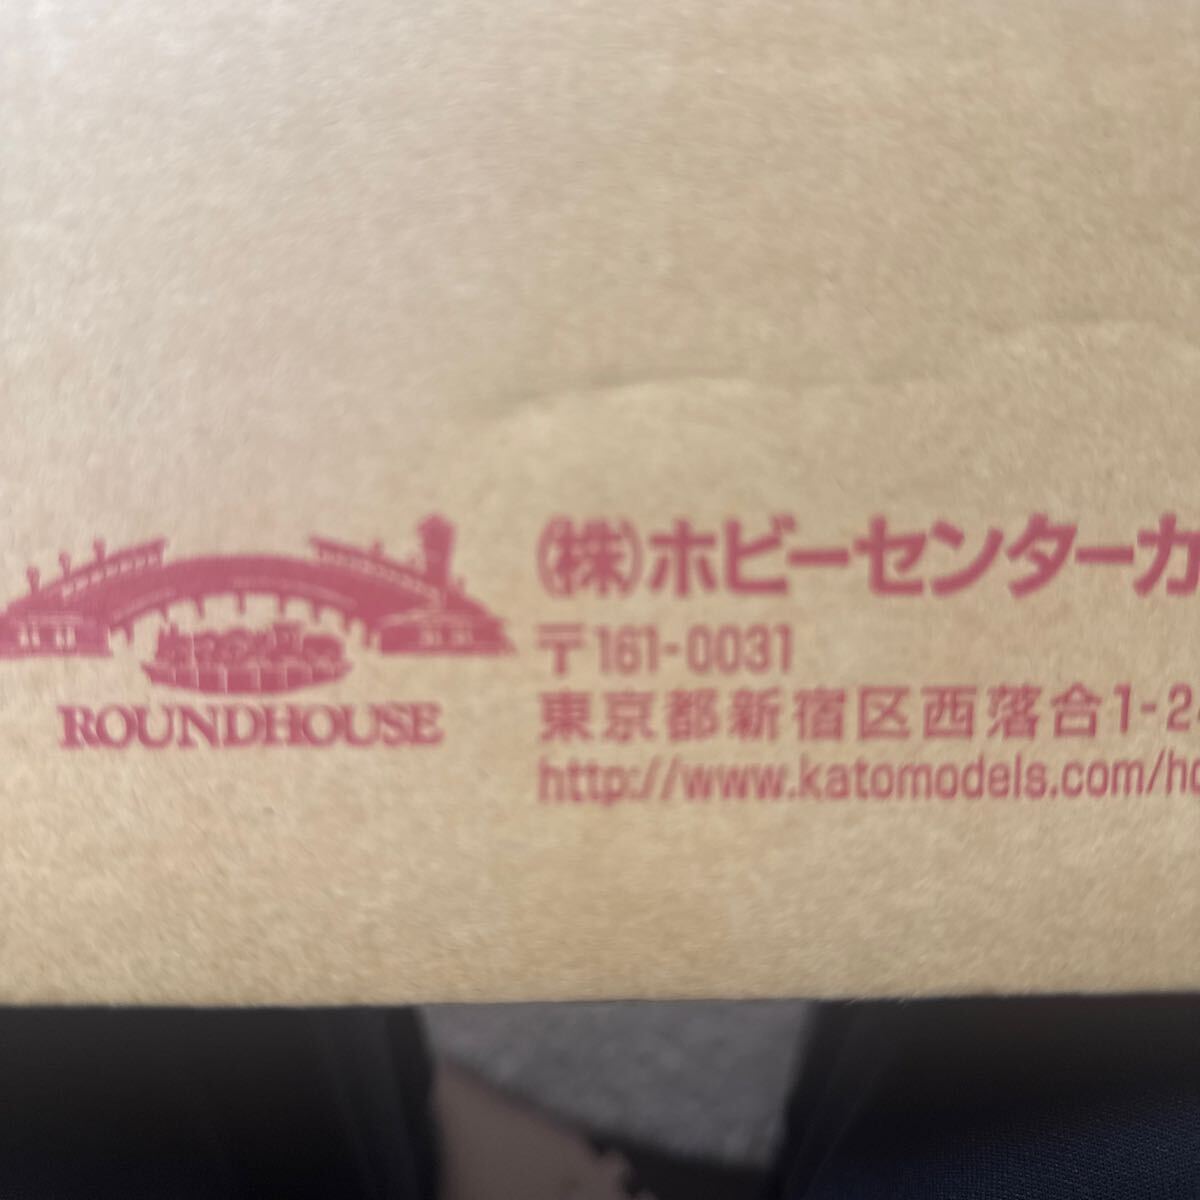 ROUNDHOUSE
(株)ホビーセンターカ
〒161-0031
東京都新宿区西落合1-2
http://www.katomodels.com/ho